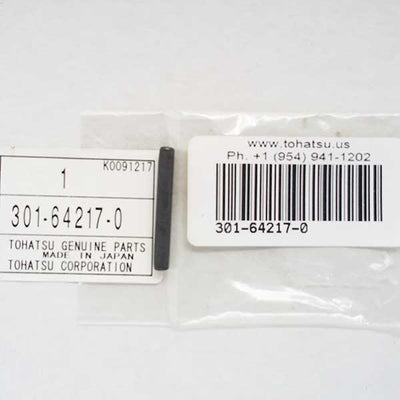 K0091217
1
301-64217-0
TOHATSU GENUINE PARTS
MADE IN JAPAN
TOHATSU CORPORATION
www.tohatsu.us
Ph. +1 (954) 941-1202
301-64217-0